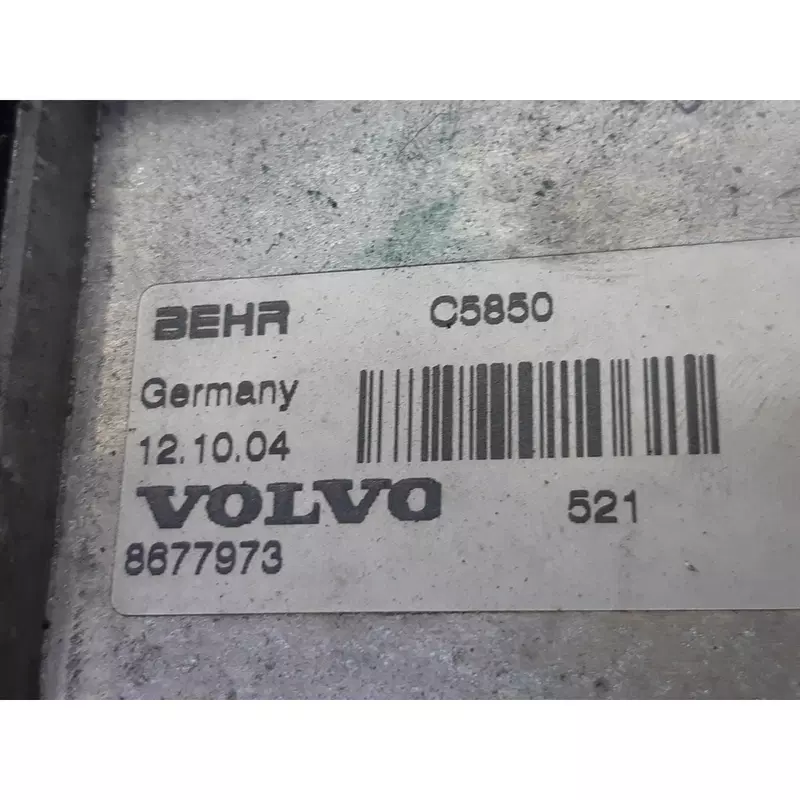 BEHR C5850
Germany
12.10.04
VOLVO 521
8677973